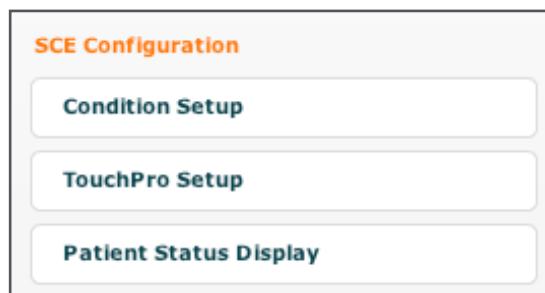 SCE Configuration
Condition Setup
TouchPro Setup
Patient Status Display